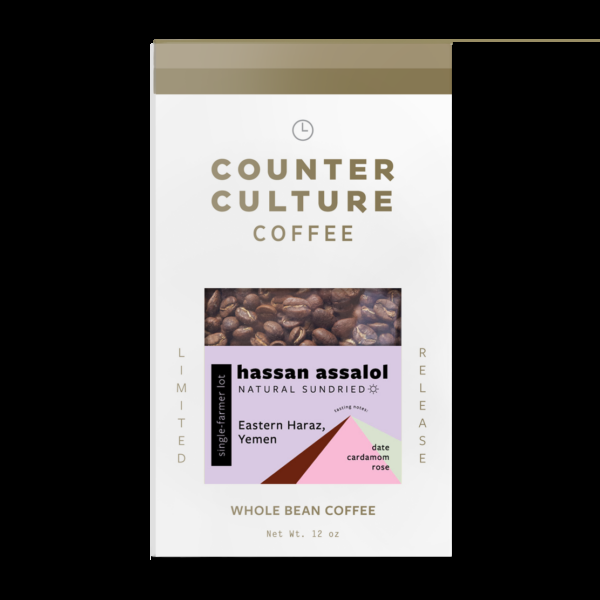 COUNTER
CULTURE
COFFEE
LIMITED
RELEASE
single-farmer lot
hassan assalol
NATURAL SUNDRIED
tasting notes:
Eastern Haraz,
Yemen
date
cardamom
rose
WHOLE BEAN COFFEE
Net Wt. 12 oz